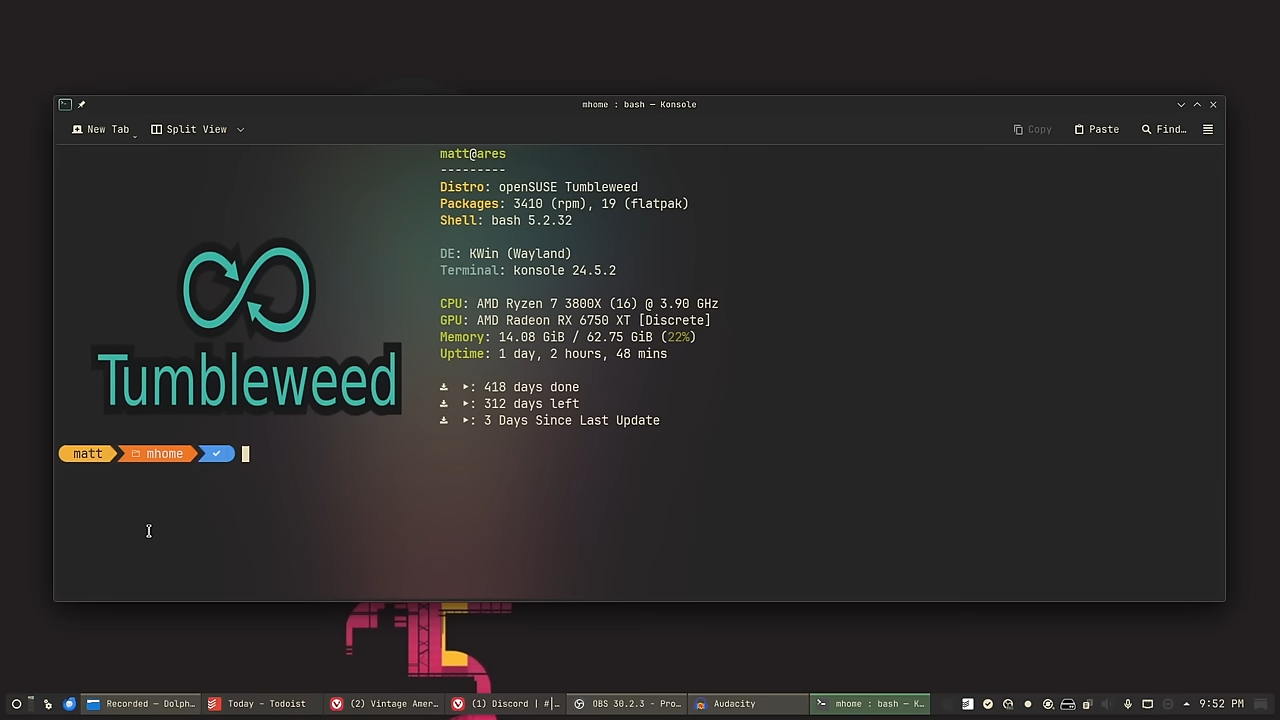 mhome : bash — Konsole
New Tab
Split View
Copy
Paste
Find…
matt@ares
---------
Distro: openSUSE Tumbleweed
Packages: 3410 (rpm), 19 (flatpak)
Shell: bash 5.2.32
DE: KWin (Wayland)
Terminal: konsole 24.5.2
CPU: AMD Ryzen 7 3800X (16) @ 3.90 GHz
GPU: AMD Radeon RX 6750 XT [Discrete]
Memory: 14.08 GiB / 62.75 GiB (22%)
Uptime: 1 day, 2 hours, 48 mins
: 418 days done
: 312 days left
: 3 Days Since Last Update
Tumbleweed
matt mhome
Recorded — Dolph…
Today – Todoist
(2) Vintage Amer…
(1) Discord | #|…
OBS 30.2.3 - Pro…
Audacity
mhome : bash — K…
9:52 PM